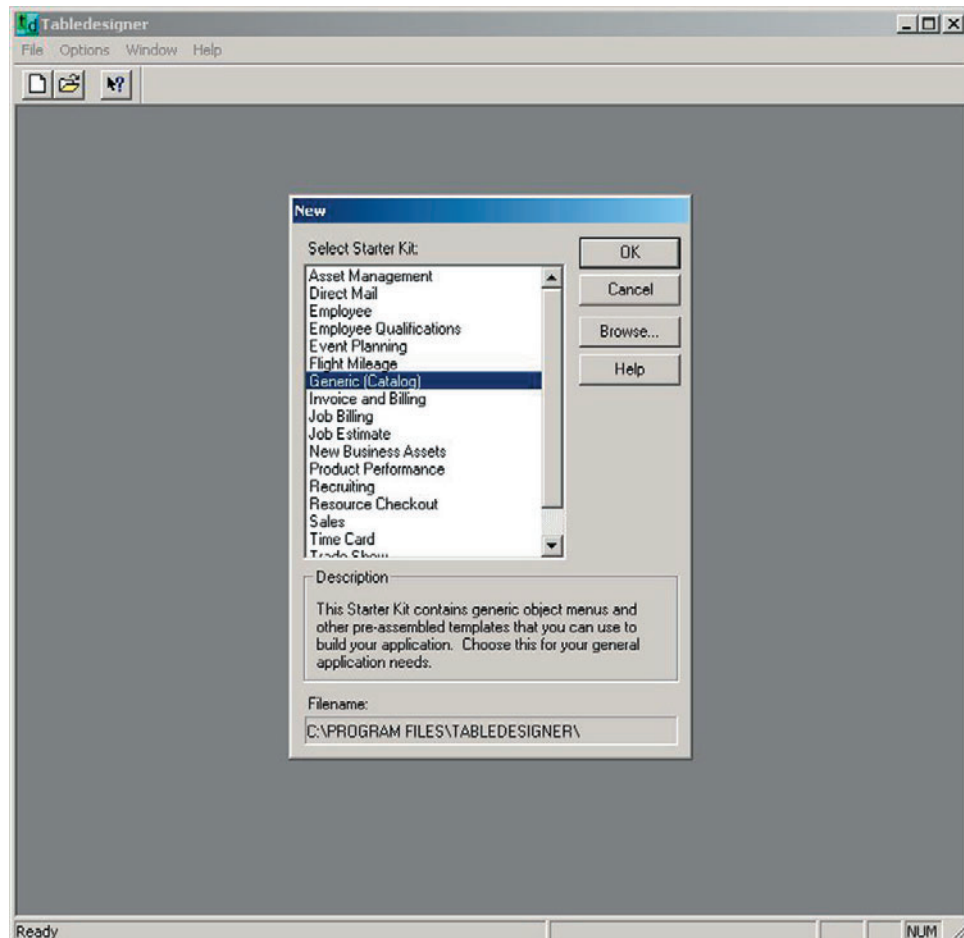 td Tabledesigner
File Options Window Help
New
Select Starter Kit:
OK
Asset Management
Direct Mail
Cancel
Employee
Employee Qualifications
Browse...
Event Planning
Flight Mileage
Help
Generic (Catalog)
Invoice and Billing
Job Billing
Job Estimate
New Business Assets
Product Performance
Recruiting
Resource Checkout
Sales
Time Card
Trade Show
Description
This Starter Kit contains generic object menus and
other pre-assembled templates that you can use to
build your application. Choose this for your general
application needs.
Filename:
C:\PROGRAM FILES\TABLEDESIGNER\
Ready
NUM